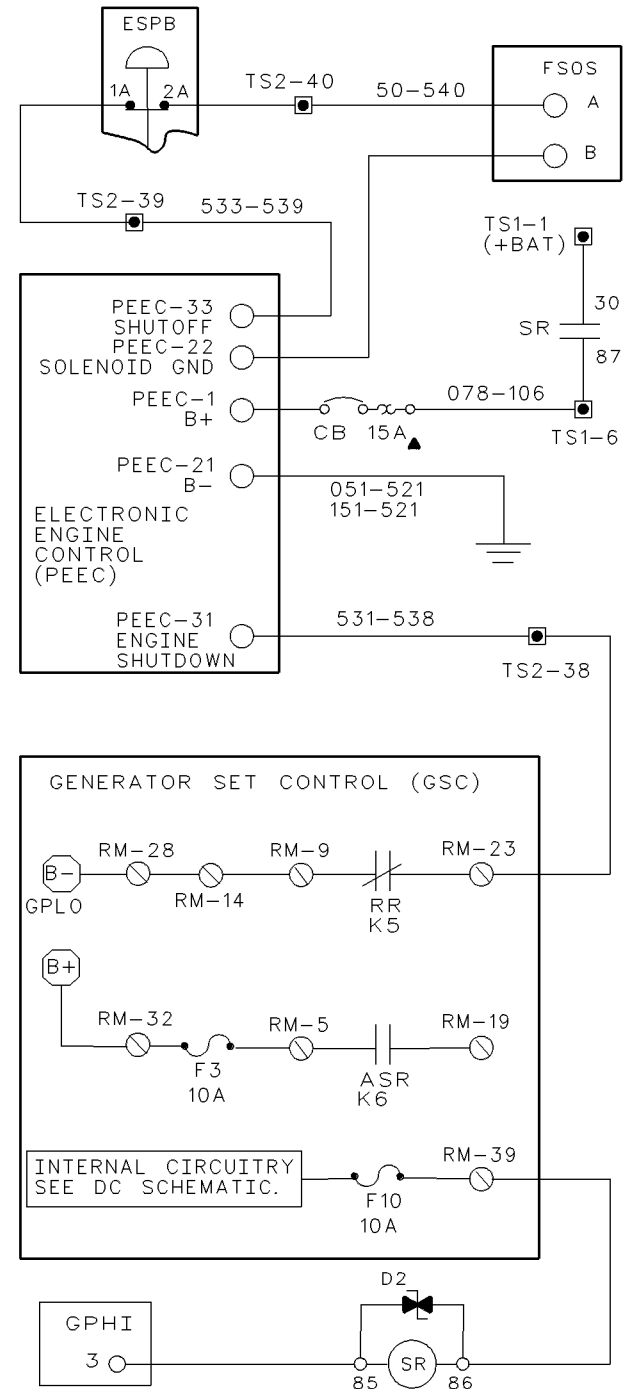 ESPB
1A 2A
TS2-40
50-540
FSOS
A
B
TS2-39
533-539
TS1-1
(+BAT)
30
SR
87
PEEC-33
SHUTOFF
PEEC-22
SOLENOID GND
PEEC-1
B+
CB 15A
078-106
TS1-6
PEEC-21
B-
051-521
151-521
ELECTRONIC
ENGINE
CONTROL
(PEEC)
PEEC-31
ENGINE
SHUTDOWN
531-538
TS2-38
GENERATOR SET CONTROL (GSC)
RM-28
RM-9
RM-23
B-
GPLO
RM-14
RR
K5
B+
RM-32
RM-5
RM-19
F3
10A
ASR
K6
INTERNAL CIRCUITRY
SEE DC SCHEMATIC.
RM-39
F10
10A
D2
GPHI
3
SR
85
86